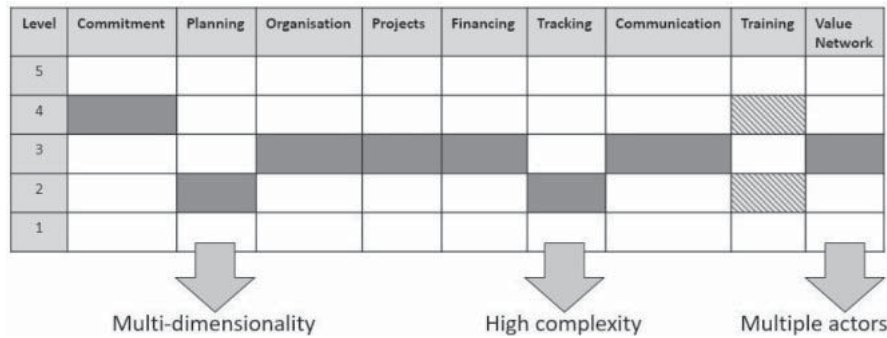 Level Commitment Planning Organisation Projects Financing Tracking Communication Training Value
Network
5
4
3
2
1
Multi-dimensionality High complexity Multiple actors